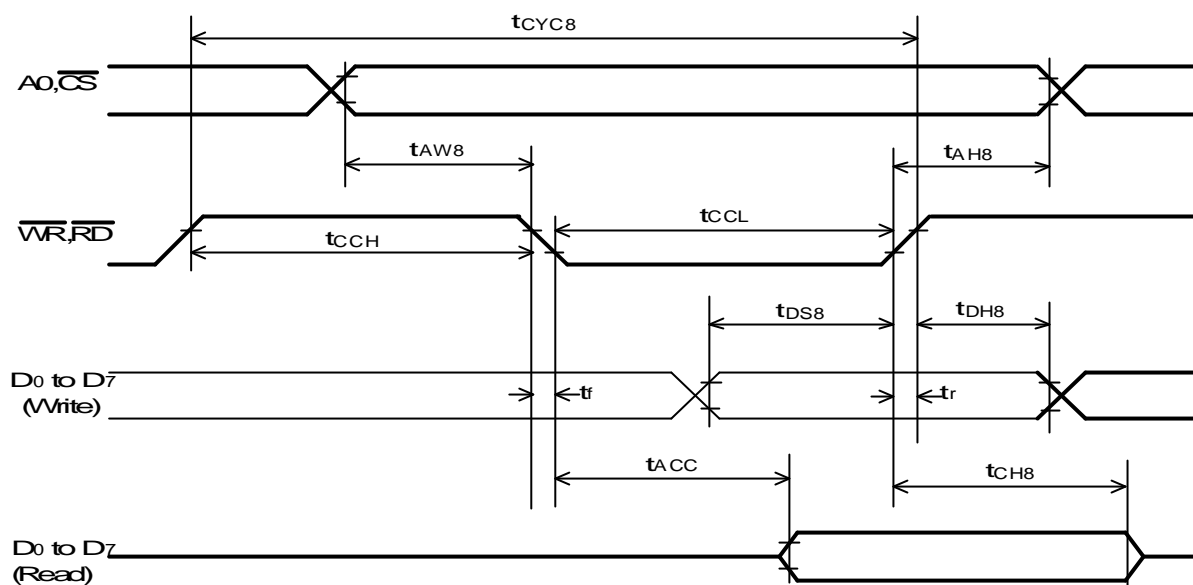 tCYC8
A0,CS
tAW8
tAH8
WR,RD
tCCH
tCCL
tDS8
tDH8
D0 to D7
(Write)
tf
tr
tACC
tCH8
D0 to D7
(Read)